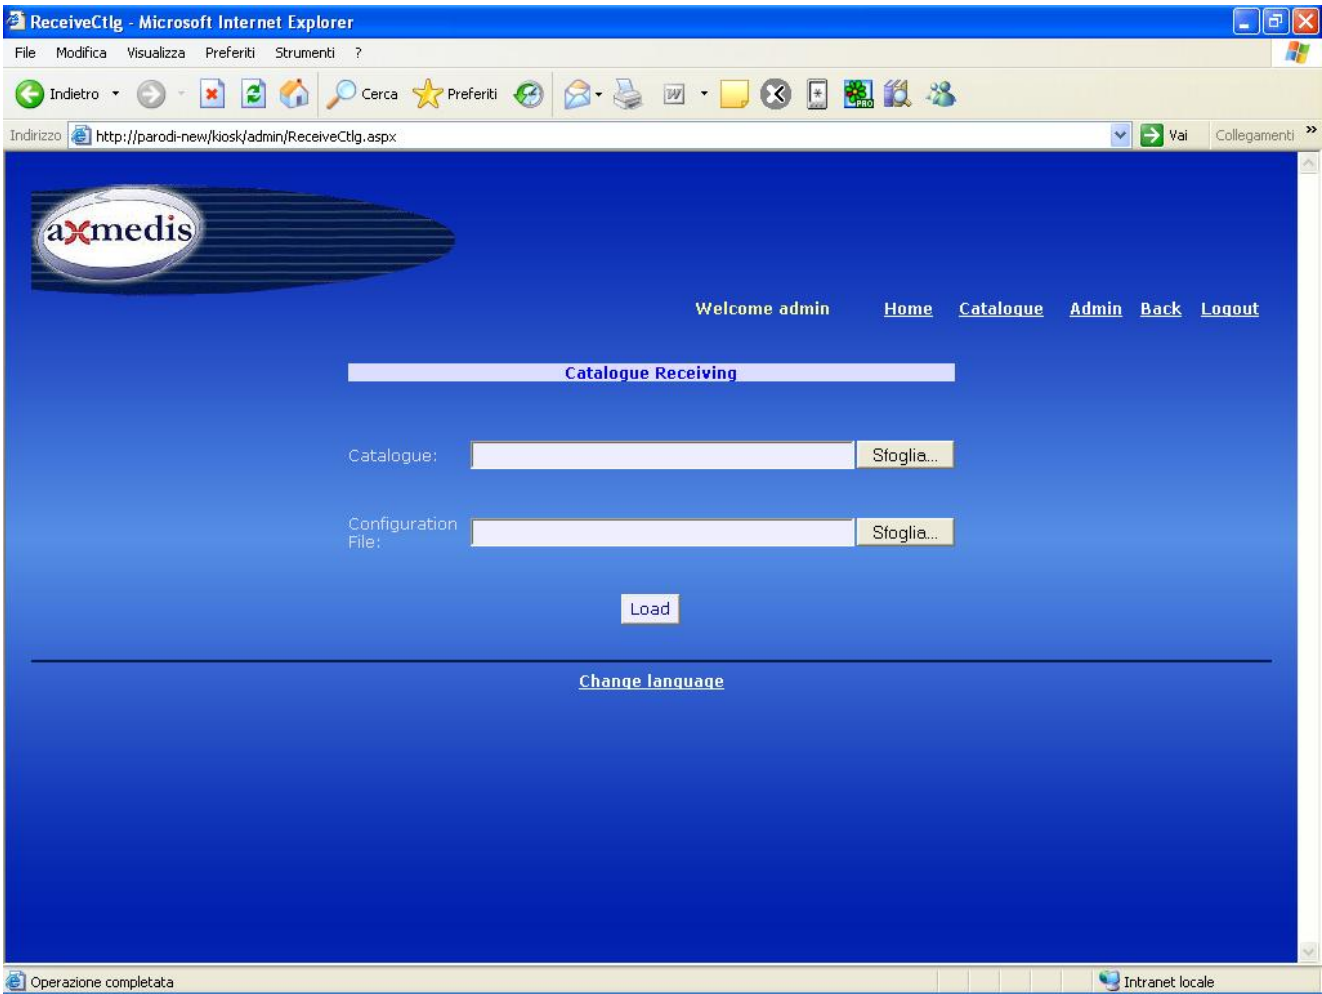 ReceiveCtlg - Microsoft Internet Explorer
File Modifica Visualizza Preferiti Strumenti ?
Indietro Cerca Preferiti W PRO
Indirizzo http://parodi-new/kiosk/admin/ReceiveCtlg.aspx Vai Collegamenti »
axmedis
Welcome admin Home Catalogue Admin Back Logout
Catalogue Receiving
Catalogue: Sfoglia...
Configuration
File: Sfoglia...
Load
Change language
Operazione completata Intranet locale